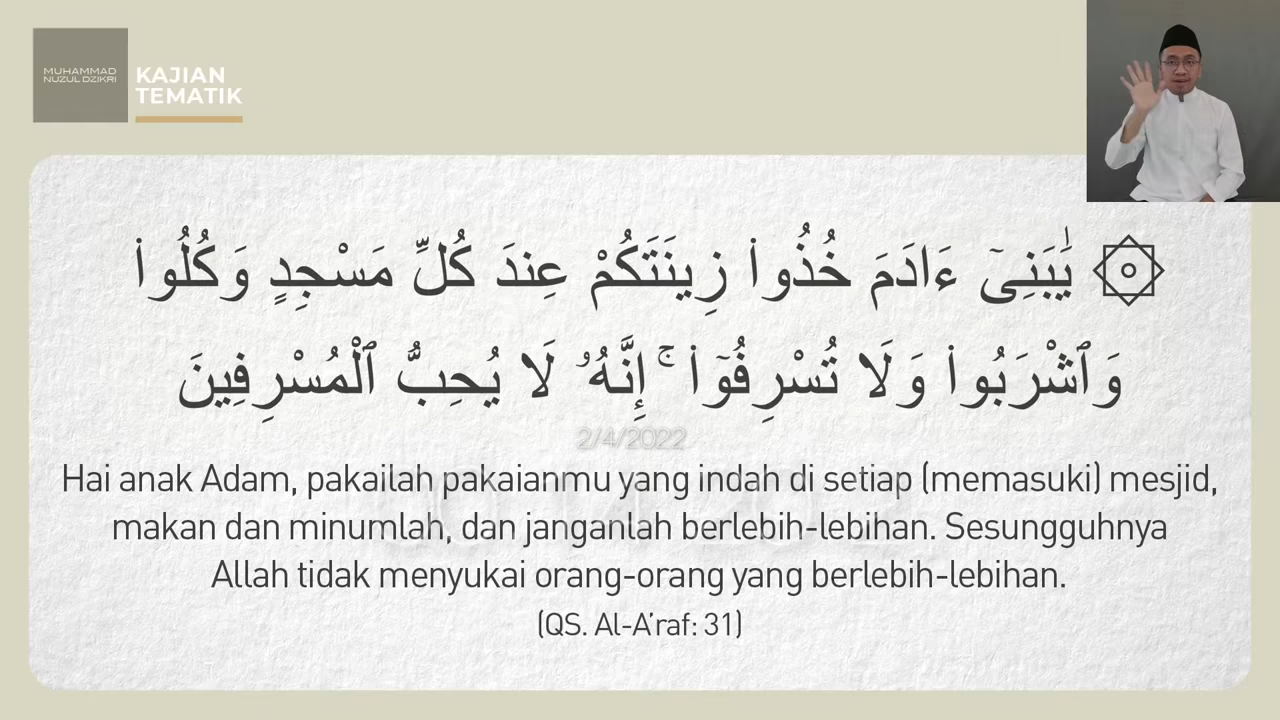 MUHAMMAD
NUZUL DZIKRI
KAJIAN
TEMATIK
۞ يَٰبَنِىٓ ءَادَمَ خُذُوا۟ زِينَتَكُمْ عِندَ كُلِّ مَسْجِدٍ وَكُلُوا۟
وَٱشْرَبُوا۟ وَلَا تُسْرِفُوٓا۟ ۚ إِنَّهُۥ لَا يُحِبُّ ٱلْمُسْرِفِينَ
2/4/2022
Hai anak Adam, pakailah pakaianmu yang indah di setiap (memasuki) mesjid,
makan dan minumlah, dan janganlah berlebih-lebihan. Sesungguhnya
Allah tidak menyukai orang-orang yang berlebih-lebihan.
(QS. Al-A'raf: 31)